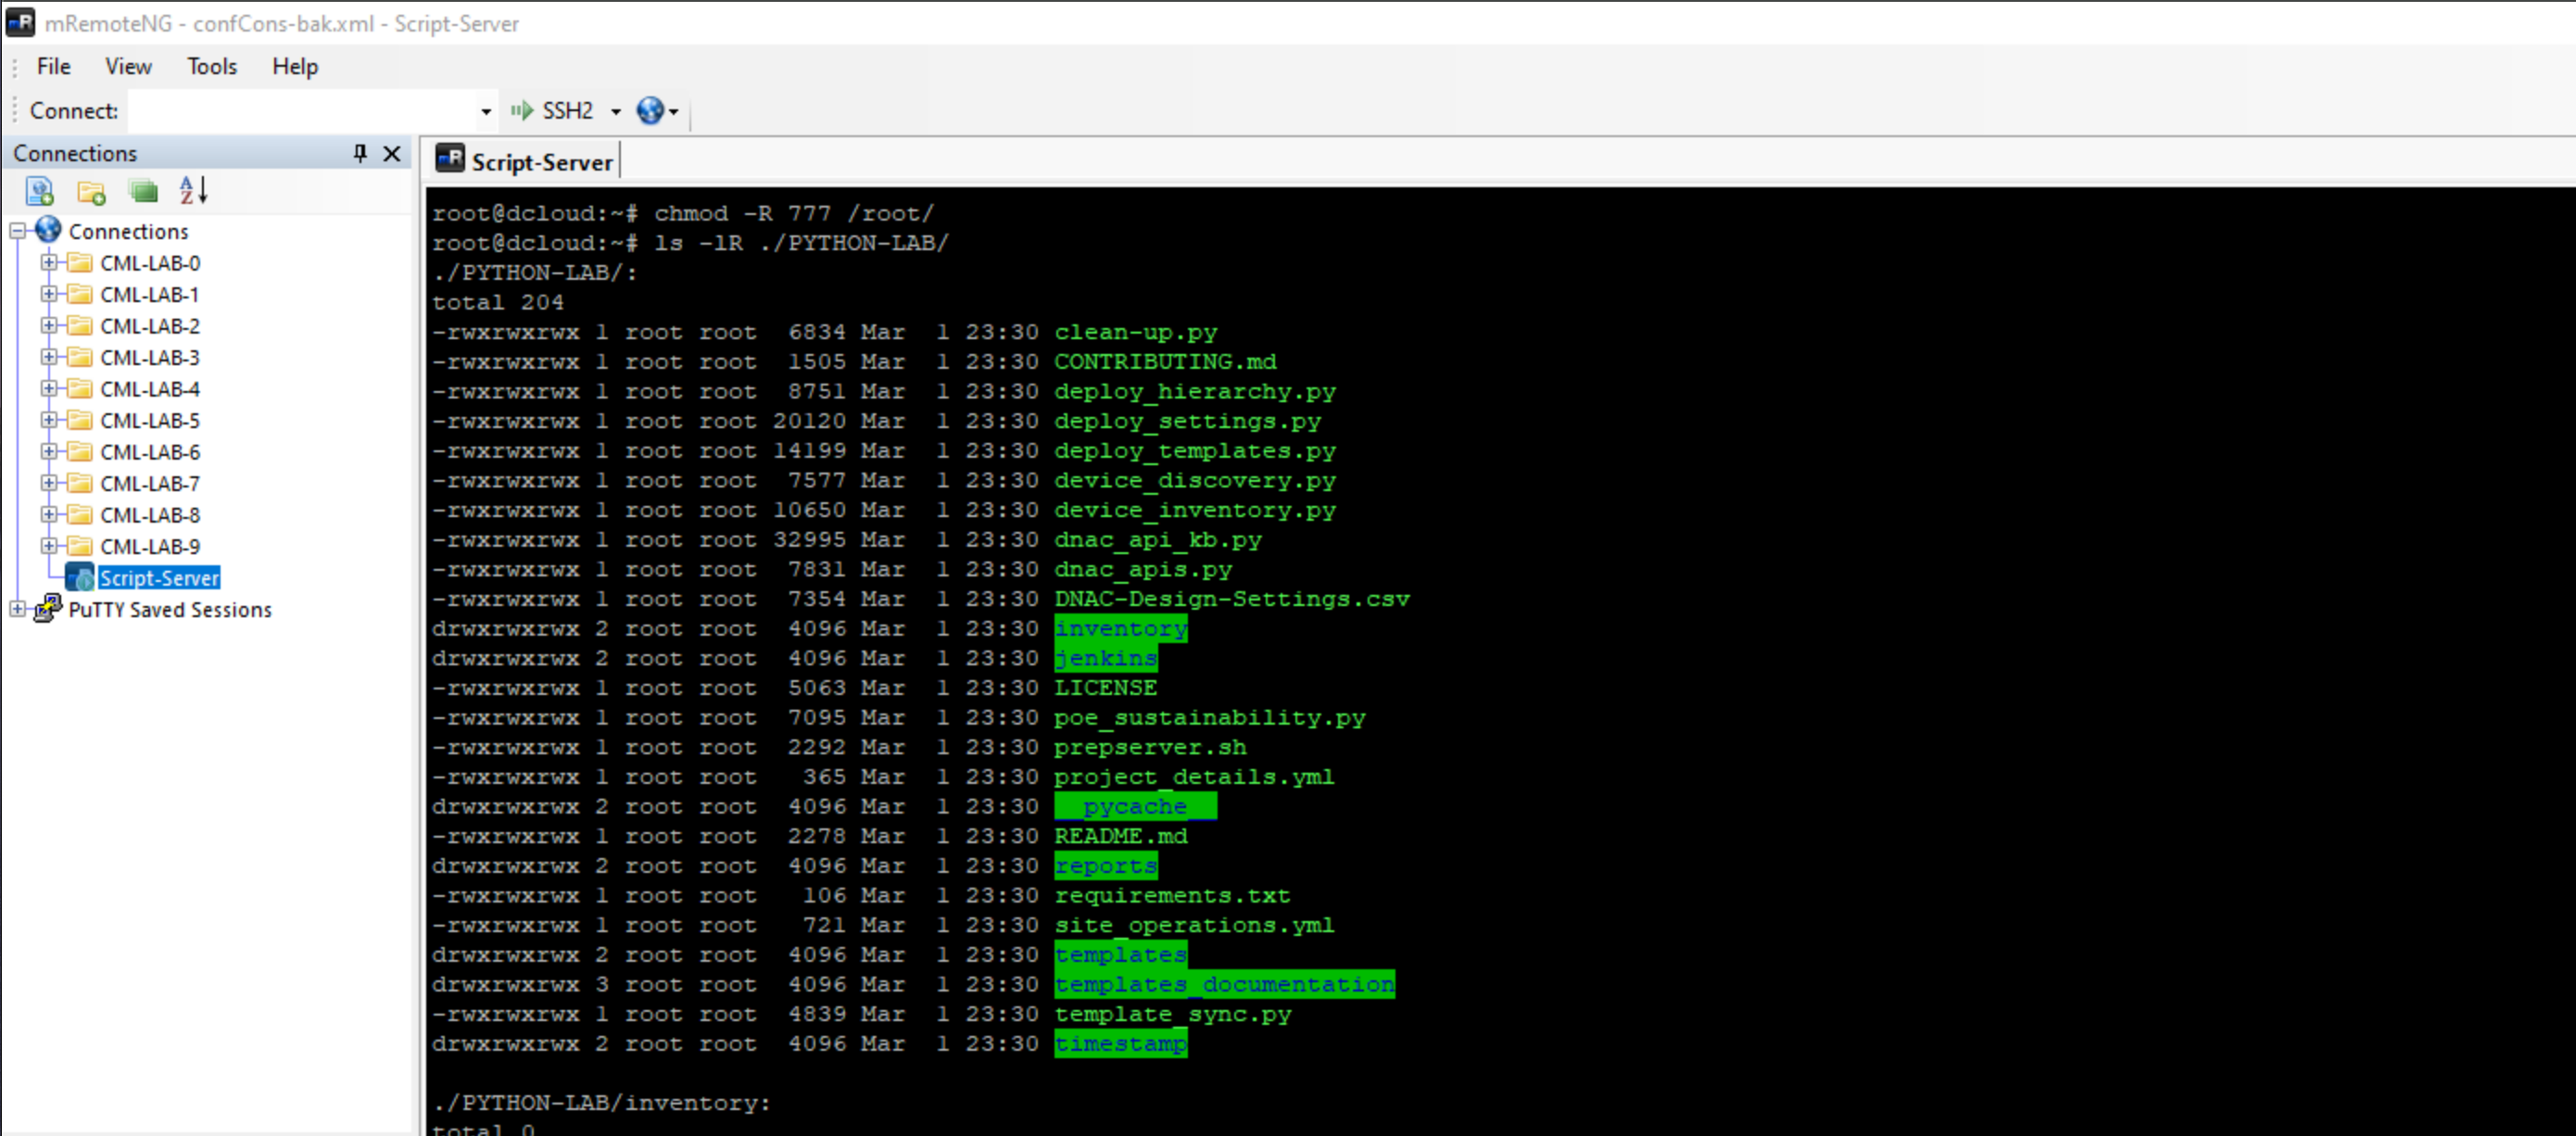 mRemoteNG - confCons-bak.xml - Script-Server
File View Tools Help
Connect: SSH2
Connections
Connections
CML-LAB-0
CML-LAB-1
CML-LAB-2
CML-LAB-3
CML-LAB-4
CML-LAB-5
CML-LAB-6
CML-LAB-7
CML-LAB-8
CML-LAB-9
Script-Server
PuTTY Saved Sessions
Script-Server
root@dcloud:~# chmod -R 777 /root/
root@dcloud:~# ls -lR ./PYTHON-LAB/
./PYTHON-LAB/:
total 204
-rwxrwxrwx 1 root root  6834 Mar  1 23:30 clean-up.py
-rwxrwxrwx 1 root root  1505 Mar  1 23:30 CONTRIBUTING.md
-rwxrwxrwx 1 root root  8751 Mar  1 23:30 deploy_hierarchy.py
-rwxrwxrwx 1 root root 20120 Mar  1 23:30 deploy_settings.py
-rwxrwxrwx 1 root root 14199 Mar  1 23:30 deploy_templates.py
-rwxrwxrwx 1 root root  7577 Mar  1 23:30 device_discovery.py
-rwxrwxrwx 1 root root 10650 Mar  1 23:30 device_inventory.py
-rwxrwxrwx 1 root root 32995 Mar  1 23:30 dnac_api_kb.py
-rwxrwxrwx 1 root root  7831 Mar  1 23:30 dnac_apis.py
-rwxrwxrwx 1 root root  7354 Mar  1 23:30 DNAC-Design-Settings.csv
drwxrwxrwx 2 root root  4096 Mar  1 23:30 inventory
drwxrwxrwx 2 root root  4096 Mar  1 23:30 jenkins
-rwxrwxrwx 1 root root  5063 Mar  1 23:30 LICENSE
-rwxrwxrwx 1 root root  7095 Mar  1 23:30 poe_sustainability.py
-rwxrwxrwx 1 root root  2292 Mar  1 23:30 prepserver.sh
-rwxrwxrwx 1 root root   365 Mar  1 23:30 project_details.yml
drwxrwxrwx 2 root root  4096 Mar  1 23:30 __pycache__
-rwxrwxrwx 1 root root  2278 Mar  1 23:30 README.md
drwxrwxrwx 2 root root  4096 Mar  1 23:30 reports
-rwxrwxrwx 1 root root   106 Mar  1 23:30 requirements.txt
-rwxrwxrwx 1 root root   721 Mar  1 23:30 site_operations.yml
drwxrwxrwx 2 root root  4096 Mar  1 23:30 templates
drwxrwxrwx 3 root root  4096 Mar  1 23:30 templates_documentation
-rwxrwxrwx 1 root root  4839 Mar  1 23:30 template_sync.py
drwxrwxrwx 2 root root  4096 Mar  1 23:30 timestamp
./PYTHON-LAB/inventory:
total 0